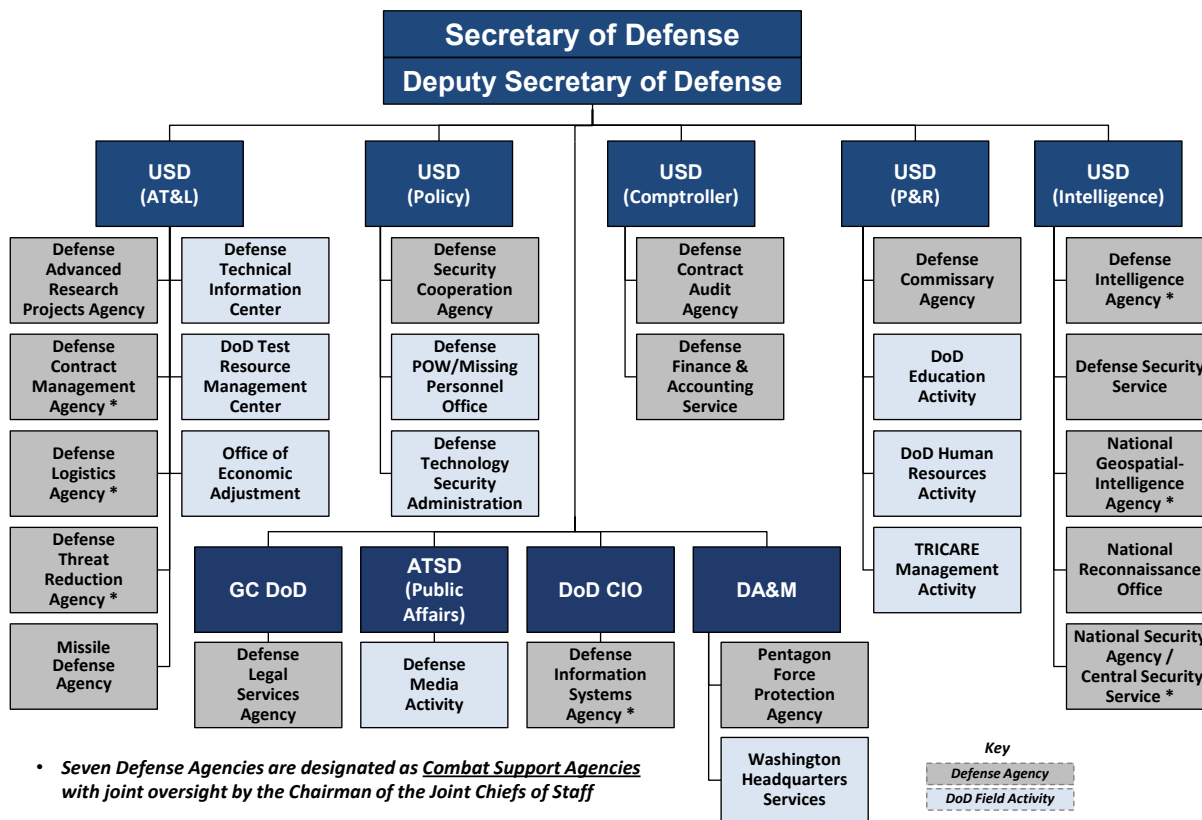 Secretary of Defense
Deputy Secretary of Defense
USD
(AT&L)
USD
(Policy)
USD
(Comptroller)
USD
(P&R)
USD
(Intelligence)
Defense
Advanced
Research
Projects Agency
Defense
Technical
Information
Center
Defense
Security
Cooperation
Agency
Defense
Contract
Audit
Agency
Defense
Commissary
Agency
Defense
Intelligence
Agency *
Defense
Contract
Management
Agency *
DoD Test
Resource
Management
Center
Defense
POW/Missing
Personnel
Office
Defense
Finance &
Accounting
Service
DoD
Education
Activity
Defense Security
Service
Defense
Logistics
Agency *
Office of
Economic
Adjustment
Defense
Technology
Security
Administration
DoD Human
Resources
Activity
National
Geospatial-
Intelligence
Agency *
Defense
Threat
Reduction
Agency *
GC DoD
ATSD
(Public
Affairs)
DoD CIO
DA&M
TRICARE
Management
Activity
National
Reconnaissance
Office
Missile
Defense
Agency
Defense
Legal
Services
Agency
Defense
Media
Activity
Defense
Information
Systems
Agency *
Pentagon
Force
Protection
Agency
National Security
Agency /
Central Security
Service *
Washington
Headquarters
Services
• Seven Defense Agencies are designated as Combat Support Agencies
with joint oversight by the Chairman of the Joint Chiefs of Staff
Key
Defense Agency
DoD Field Activity